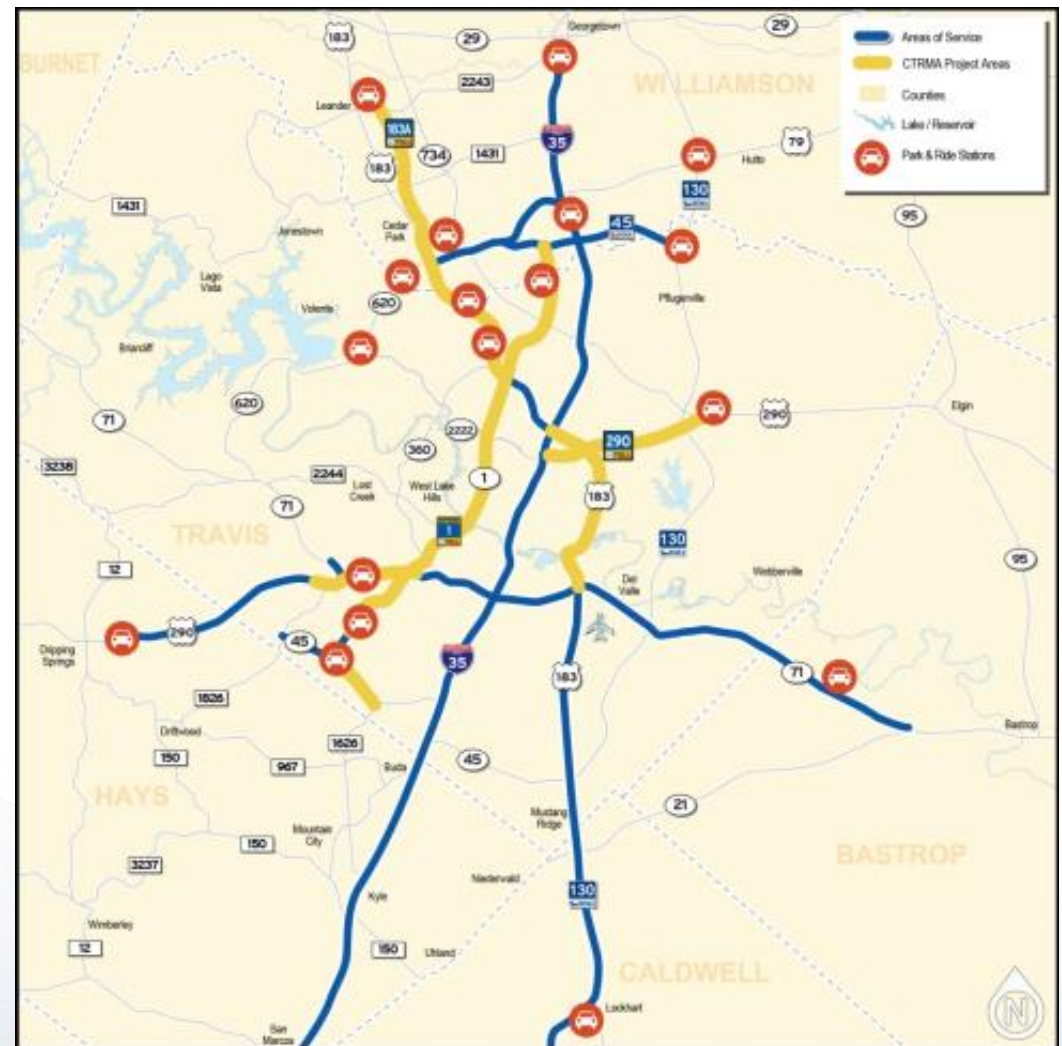 Georgetown
29
183
29
BURNET
2243
WILLIAMSON
Areas of Service
CTRMA Project Areas
Counties
Lake / Reservoir
Park & Ride Stations
Leander
183A
35
734
1431
183
79
Hutto
130
1431
95
Jonestown
Cedar
Park
45
Lago
Vista
Volente
620
Pflugerville
Briarcliff
620
71
290
Elgin
2222
290
360
3238
2244
Lost
Creek
West Lake
Hills
1
183
71
TRAVIS
1
130
95
12
Del
Valle
Webberville
290
45
Dripping
Springs
35
183
71
1826
Driftwood
1626
Bastrop
150
967
Buda
45
HAYS
21
Mustang
Ridge
Mountain
City
150
BASTROP
3237
Niederwald
Kyle
130
Wimberley
12
150
Uhland
CALDWELL
Lockhart
San
Marcos
N